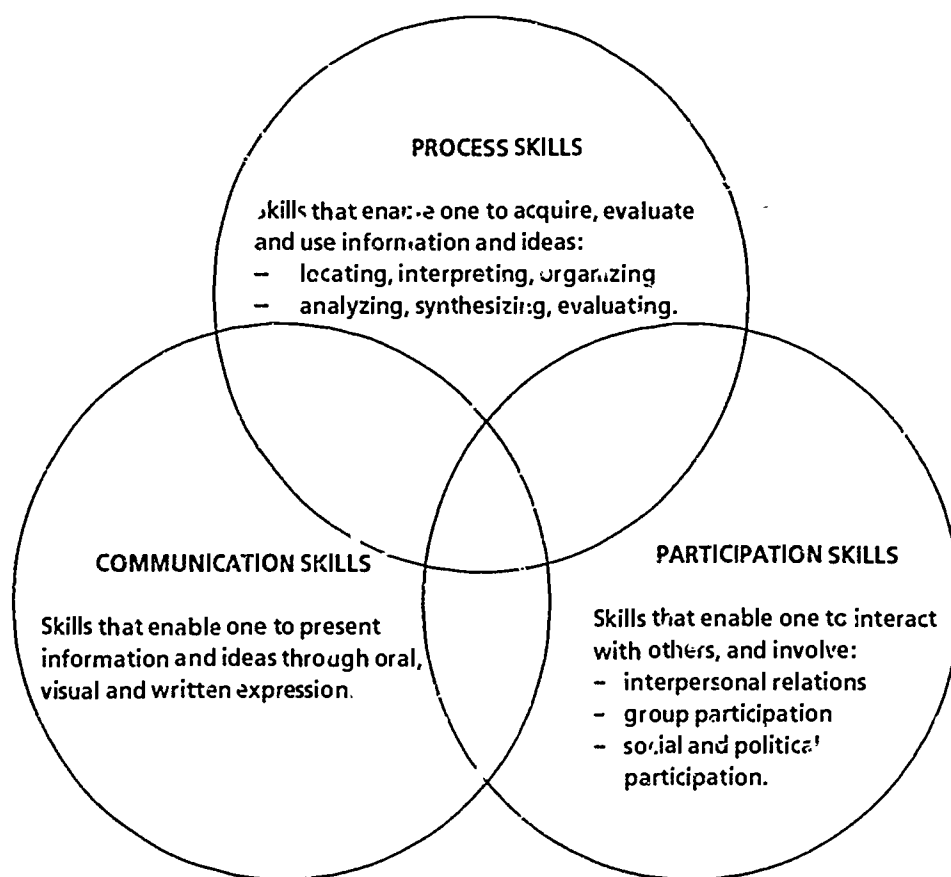 PROCESS SKILLS
Skills that enable one to acquire, evaluate
and use information and ideas:
– locating, interpreting, organizing
– analyzing, synthesizing, evaluating.
COMMUNICATION SKILLS
Skills that enable one to present
information and ideas through oral,
visual and written expression.
PARTICIPATION SKILLS
Skills that enable one to interact
with others, and involve:
– interpersonal relations
– group participation
– social and political
participation.